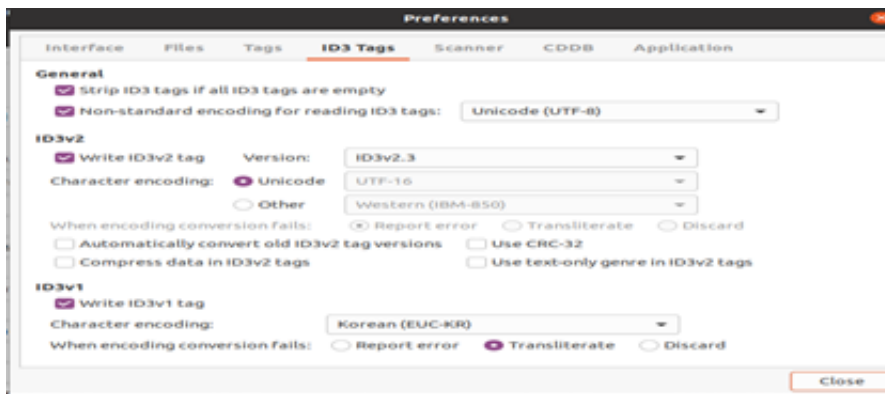 Preferences
Interface Files Tags ID3 Tags Scanner CDDB Application
General
Strip ID3 tags if all ID3 tags are empty
Non-standard encoding for reading ID3 tags: Unicode (UTF-8)
ID3v2
Write ID3v2 tag Version: ID3v2.3
Character encoding: Unicode UTF-16
Other Western (IBM-850)
When encoding conversion fails: Report error Transliterate Discard
Automatically convert old ID3v2 tag versions Use CRC-32
Compress data in ID3v2 tags Use text-only genre in ID3v2 tags
ID3v1
Write ID3v1 tag
Character encoding: Korean (EUC-KR)
When encoding conversion fails: Report error Transliterate Discard
Close